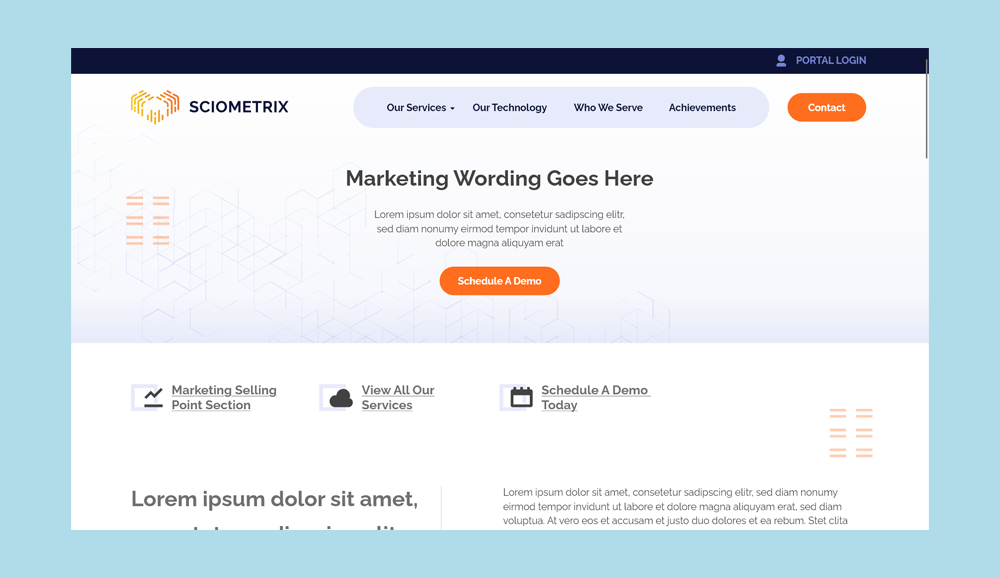 PORTAL LOGIN
SCIOMETRIX
Our Services
Our Technology
Who We Serve
Achievements
Contact
Marketing Wording Goes Here
Lorem ipsum dolor sit amet, consetetur sadipscing elitr,
sed diam nonumy eirmod tempor invidunt ut labore et
dolore magna aliquyam erat
Schedule A Demo
Marketing Selling
Point Section
View All Our
Services
Schedule A Demo
Today
Lorem ipsum dolor sit amet,
Lorem ipsum dolor sit amet, consetetur sadipscing elitr, sed diam nonumy
eirmod tempor invidunt ut labore et dolore magna aliquyam erat, sed diam
voluptua. At vero eos et accusam et justo duo dolores et ea rebum. Stet clita